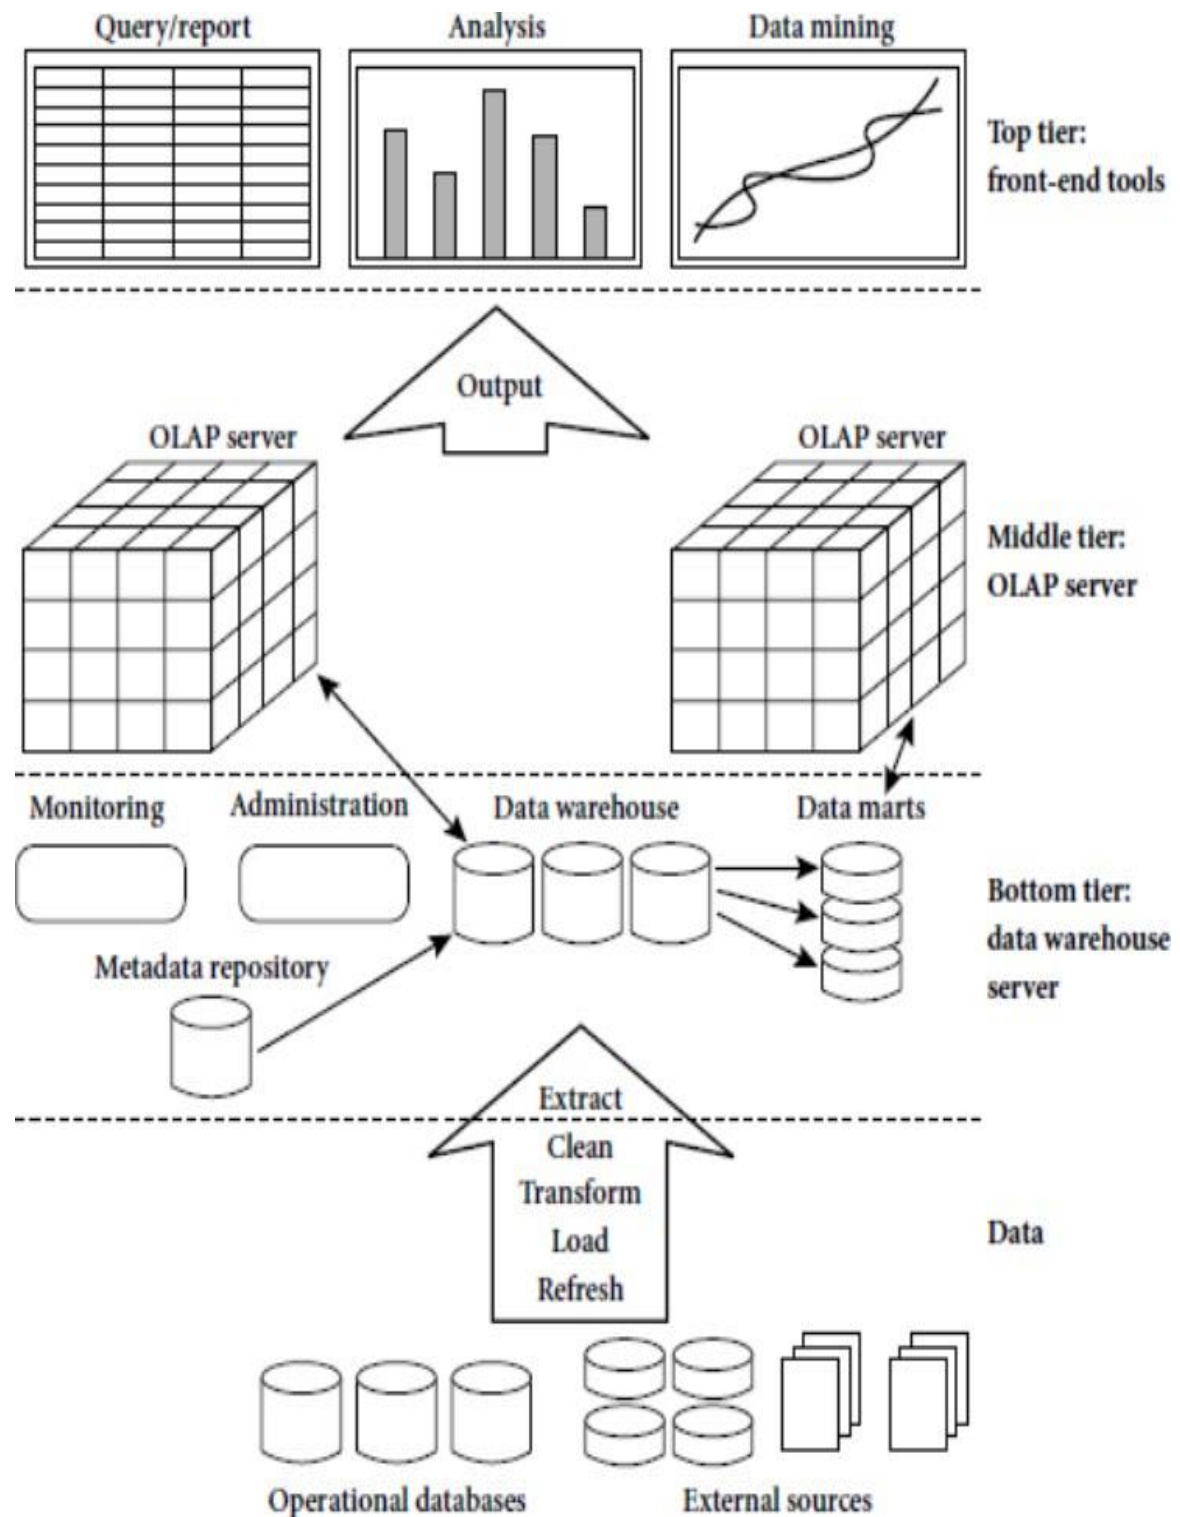 Query/report
Analysis
Data mining
Top tier:
front-end tools
Output
OLAP server
OLAP server
Middle tier:
OLAP server
Monitoring
Administration
Data warehouse
Data marts
Bottom tier:
data warehouse
server
Metadata repository
Extract
Clean
Transform
Load
Refresh
Data
Operational databases
External sources